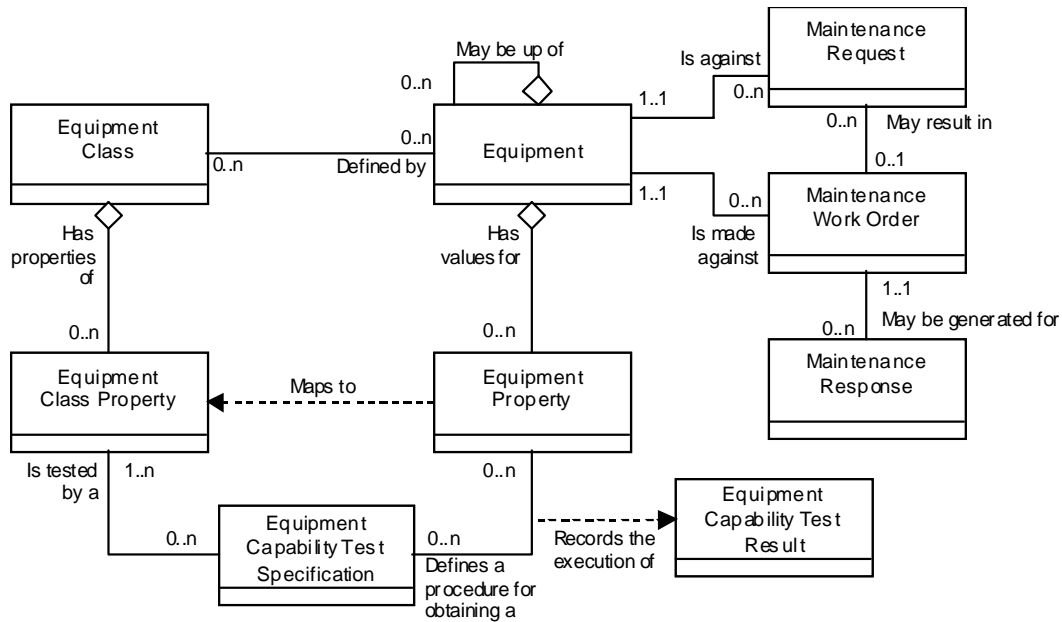 May be up of
0..n
Is against
Maintenance
Request
1..1
0..n
Equipment
Class
0..n
0..n
Defined by
Equipment
0..n
May result in
0..1
1..1
0..n
Is made
against
Maintenance
Work Order
Has
properties
of
Has
values for
1..1
May be generated for
0..n
0..n
0..n
Equipment
Class Property
Maps to
Equipment
Property
Maintenance
Response
Is tested
by a
1..n
0..n
0..n
Equipment
Capability Test
Specification
0..n
Defines a
procedure for
obtaining a
Records the
execution of
Equipment
Capability Test
Result